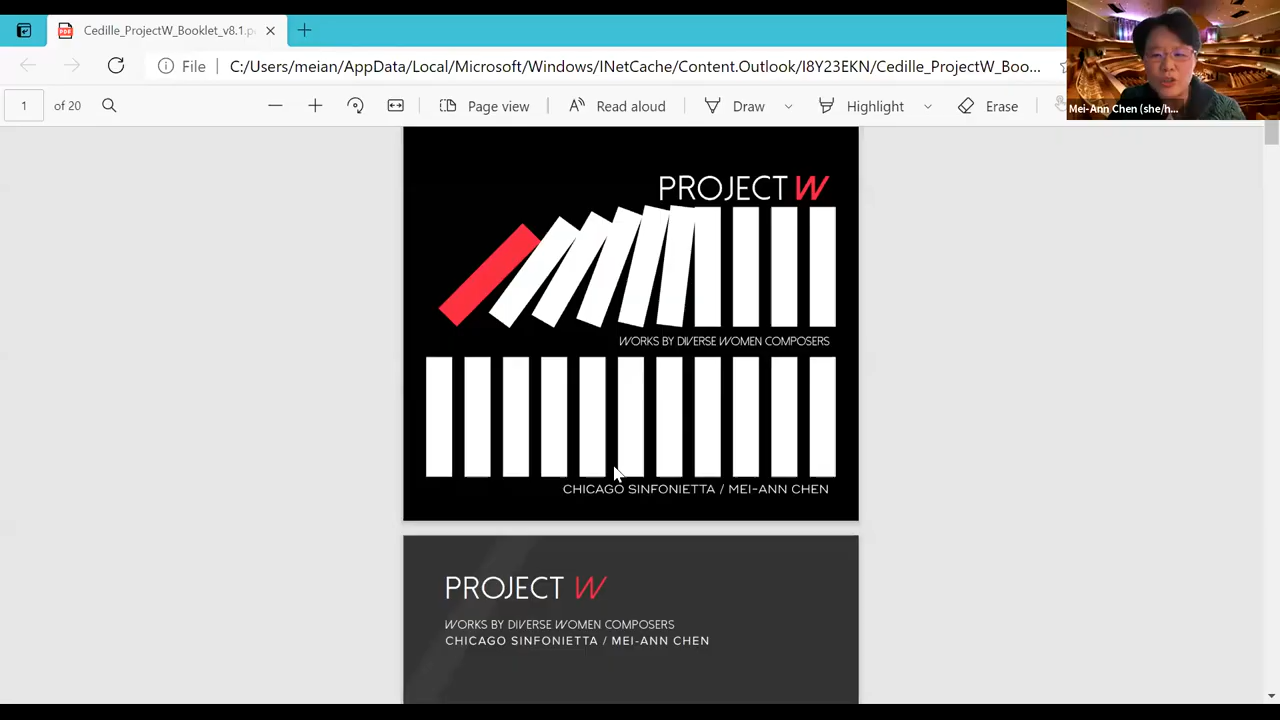 Cedille_ProjectW_Booklet_v8.1.p
File
C:/Users/meian/AppData/Local/Microsoft/Windows/INetCache/Content.Outlook/I8Y23EKN/Cedille_ProjectW_Boo...
1 of 20
Page view
Read aloud
Draw
Highlight
Erase
Mei-Ann Chen (she/h...
PROJECT W
WORKS BY DIVERSE WOMEN COMPOSERS
CHICAGO SINFONIETTA / MEI-ANN CHEN
PROJECT W
WORKS BY DIVERSE WOMEN COMPOSERS
CHICAGO SINFONIETTA / MEI-ANN CHEN